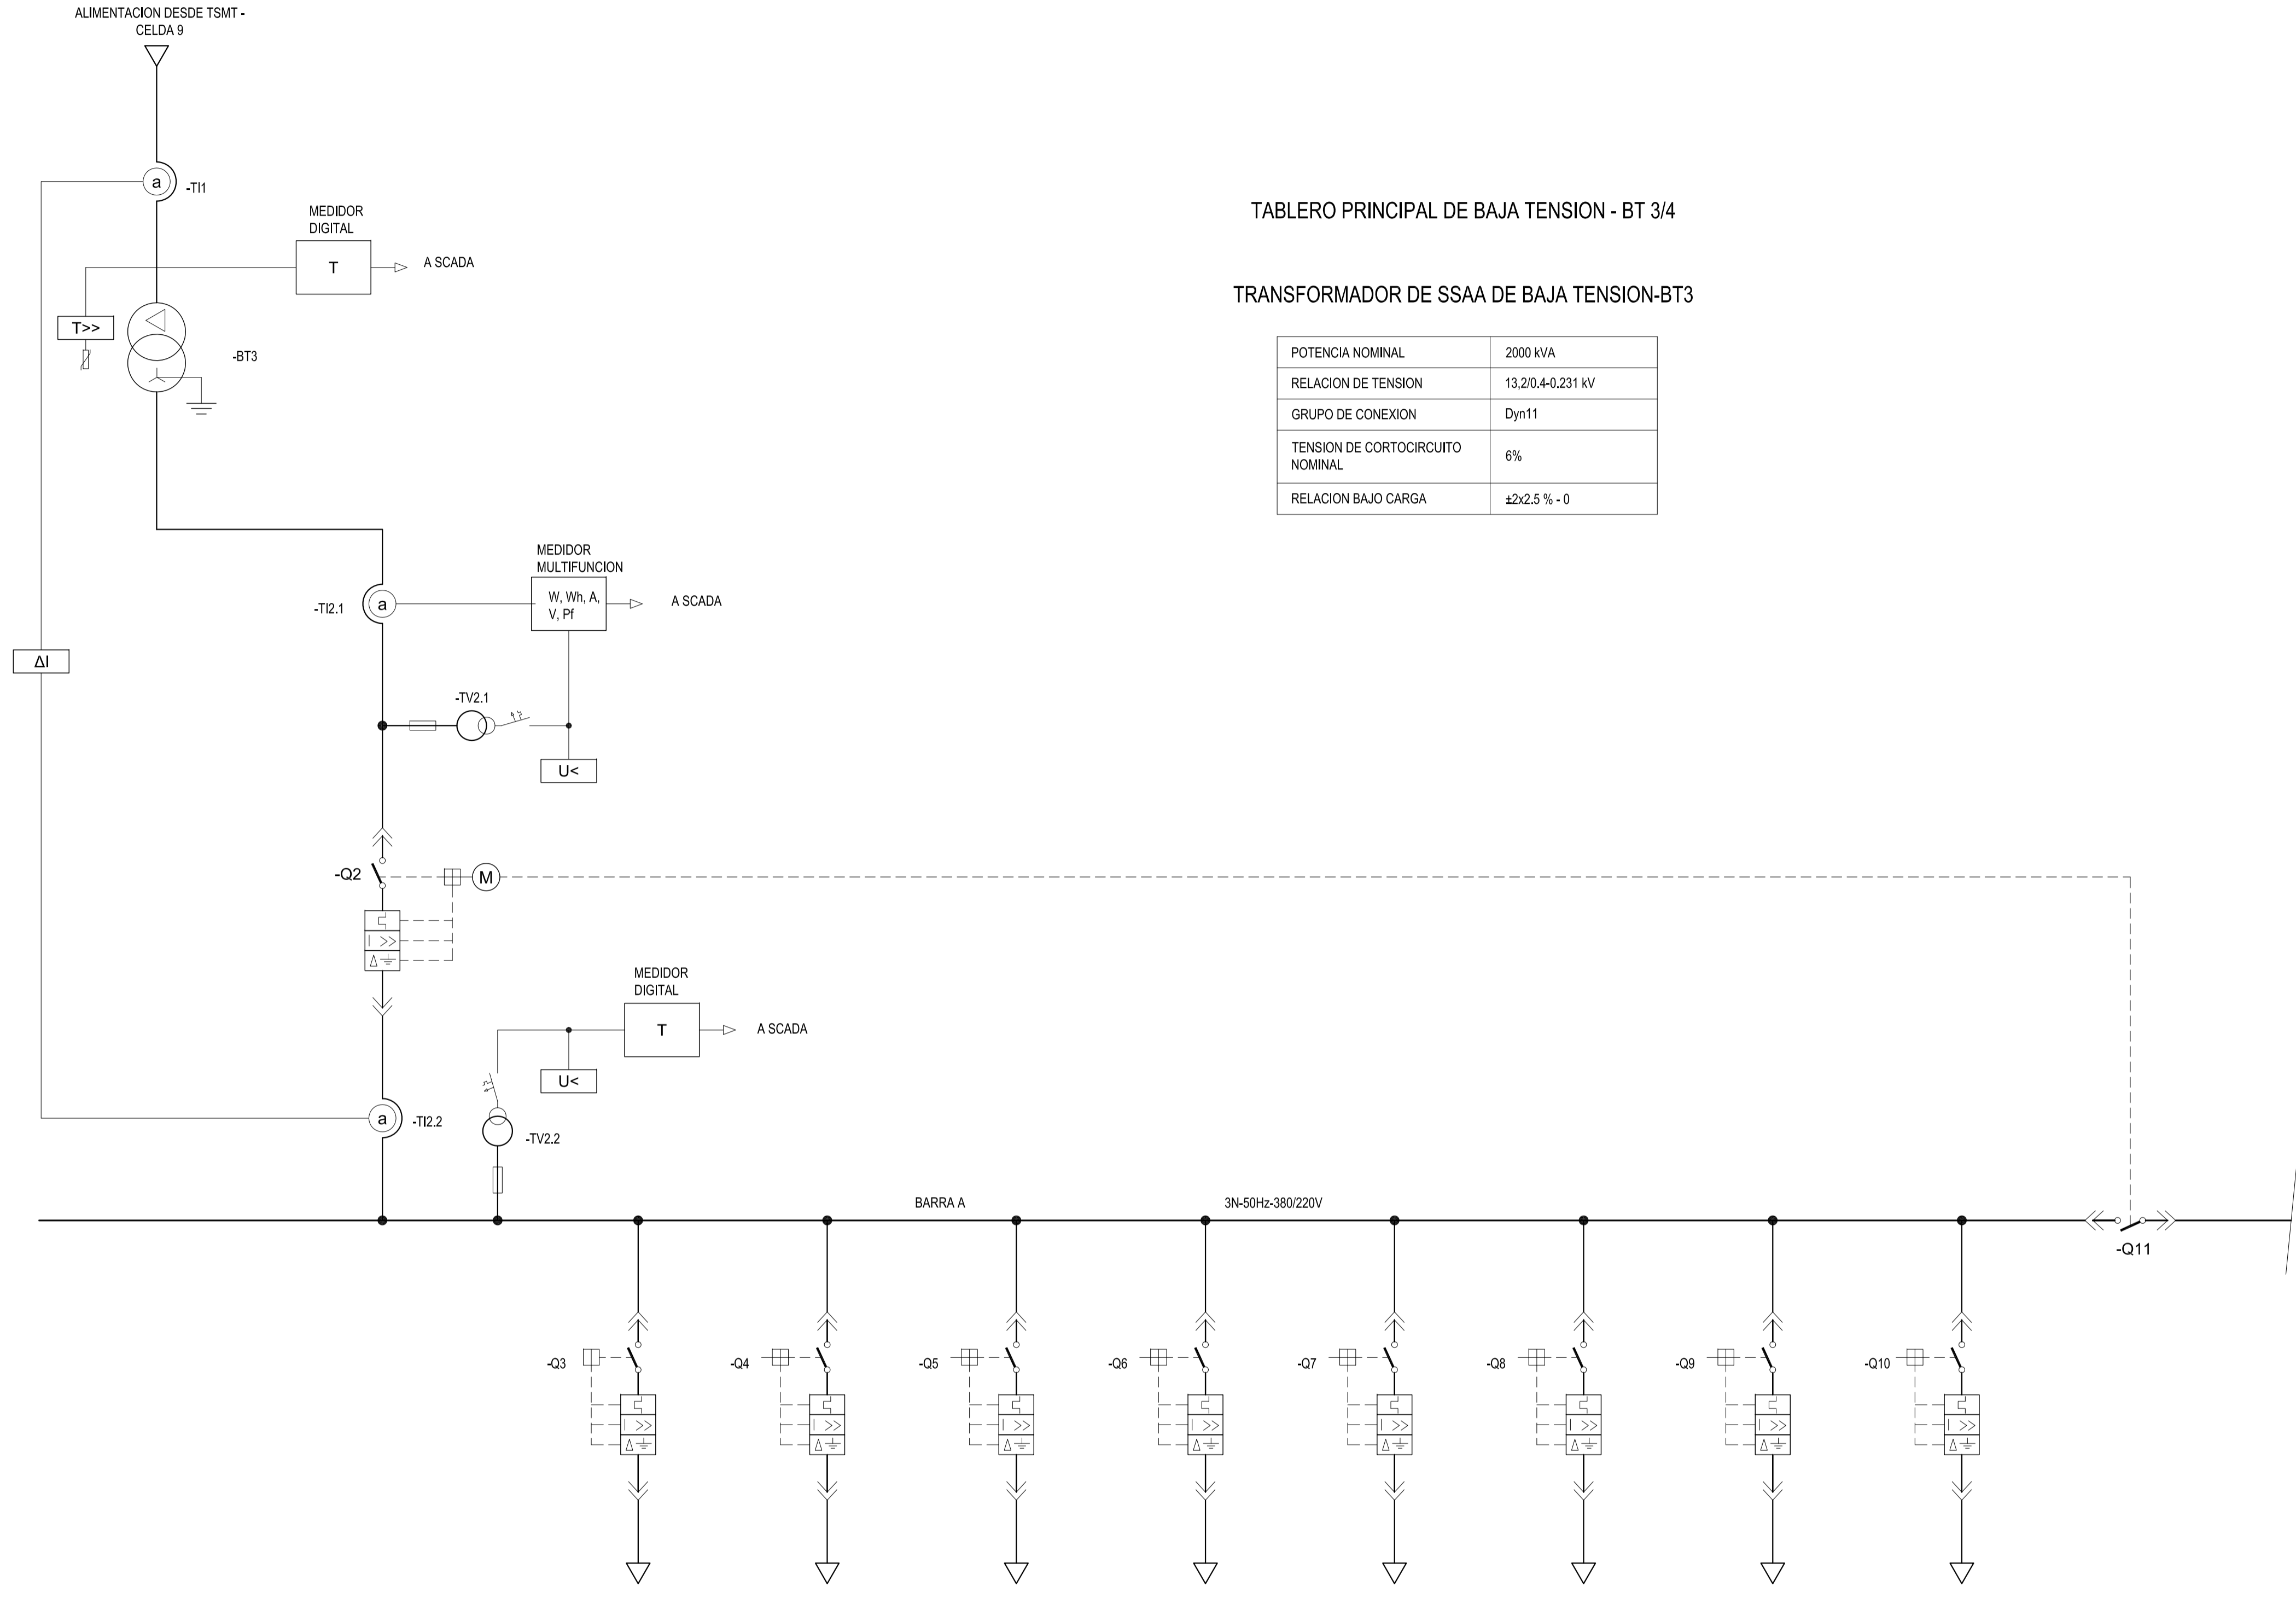 ALIMENTACION DESDE TSMT -
CELDA 9
a
-TI1
MEDIDOR
DIGITAL
T
A SCADA
T>>
-BT3
TABLERO PRINCIPAL DE BAJA TENSION - BT 3/4
TRANSFORMADOR DE SSAA DE BAJA TENSION-BT3
POTENCIA NOMINAL
2000 kVA
RELACION DE TENSION
13,2/0.4-0.231 kV
GRUPO DE CONEXION
Dyn11
TENSION DE CORTOCIRCUITO
NOMINAL
6%
RELACION BAJO CARGA
±2x2.5 % - 0
MEDIDOR
MULTIFUNCION
-TI2.1
a
W, Wh, A,
V, Pf
A SCADA
ΔI
-TV2.1
U<
-Q2
M
I >>
Δ
MEDIDOR
DIGITAL
T
A SCADA
U<
a
-TI2.2
-TV2.2
BARRA A
3N-50Hz-380/220V
-Q11
-Q3
-Q4
-Q5
-Q6
-Q7
-Q8
-Q9
-Q10
I >>
I >>
I >>
I >>
I >>
I >>
I >>
I >>
Δ
Δ
Δ
Δ
Δ
Δ
Δ
Δ